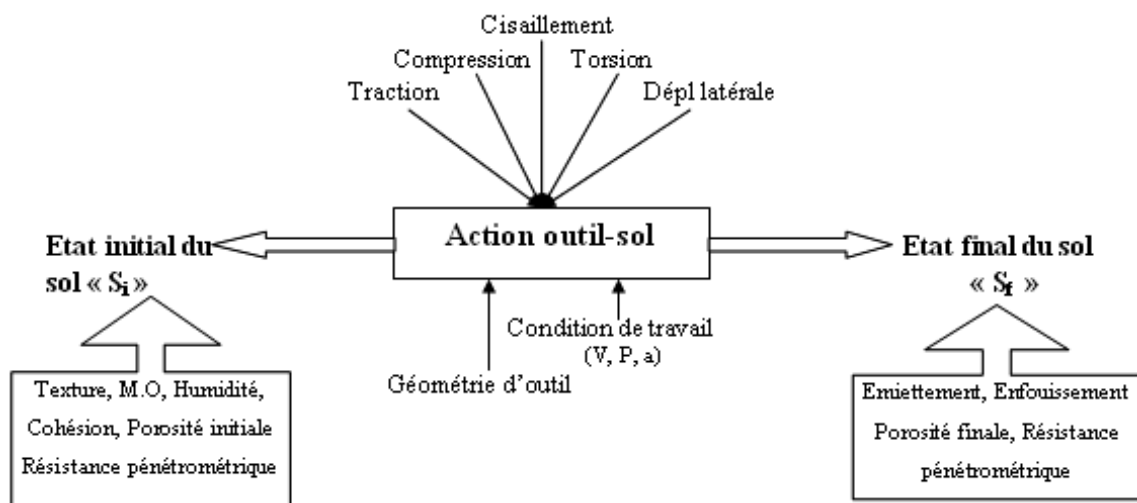 Cisaillement
Compression
Torsion
Traction
Dépl latérale
Action outil-sol
Etat initial du
sol « Si »
Etat final du sol
« Sf »
Condition de travail
(V, P, a)
Géométrie d'outil
Texture, M.O, Humidité,
Cohésion, Porosité initiale
Résistance pénétrométrique
Emiettement, Enfouissement
Porosité finale, Résistance
pénétrométrique